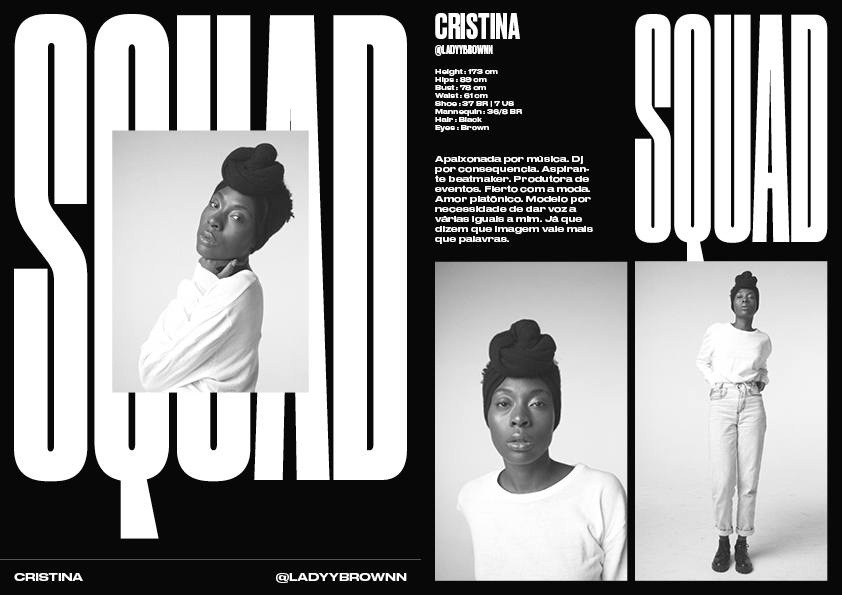 SQUAD
CRISTINA
@LADYYBROWNN
CRISTINA
@LADYYBROWNN
Height : 173 cm
Hips : 89 cm
Bust : 78 cm
Waist : 61 cm
Shoe : 37 BR | 7 US
Mannequin : 36/8 BR
Hair : Black
Eyes : Brown
Apaixonada por música. Dj
por consequencia. Aspiran-
te beatmaker. Produtora de
eventos. Flerto com a moda.
Amor platônico. Modelo por
necessidade de dar voz a
várias iguais a mim. Já que
dizem que imagem vale mais
que palavras.
SQUAD